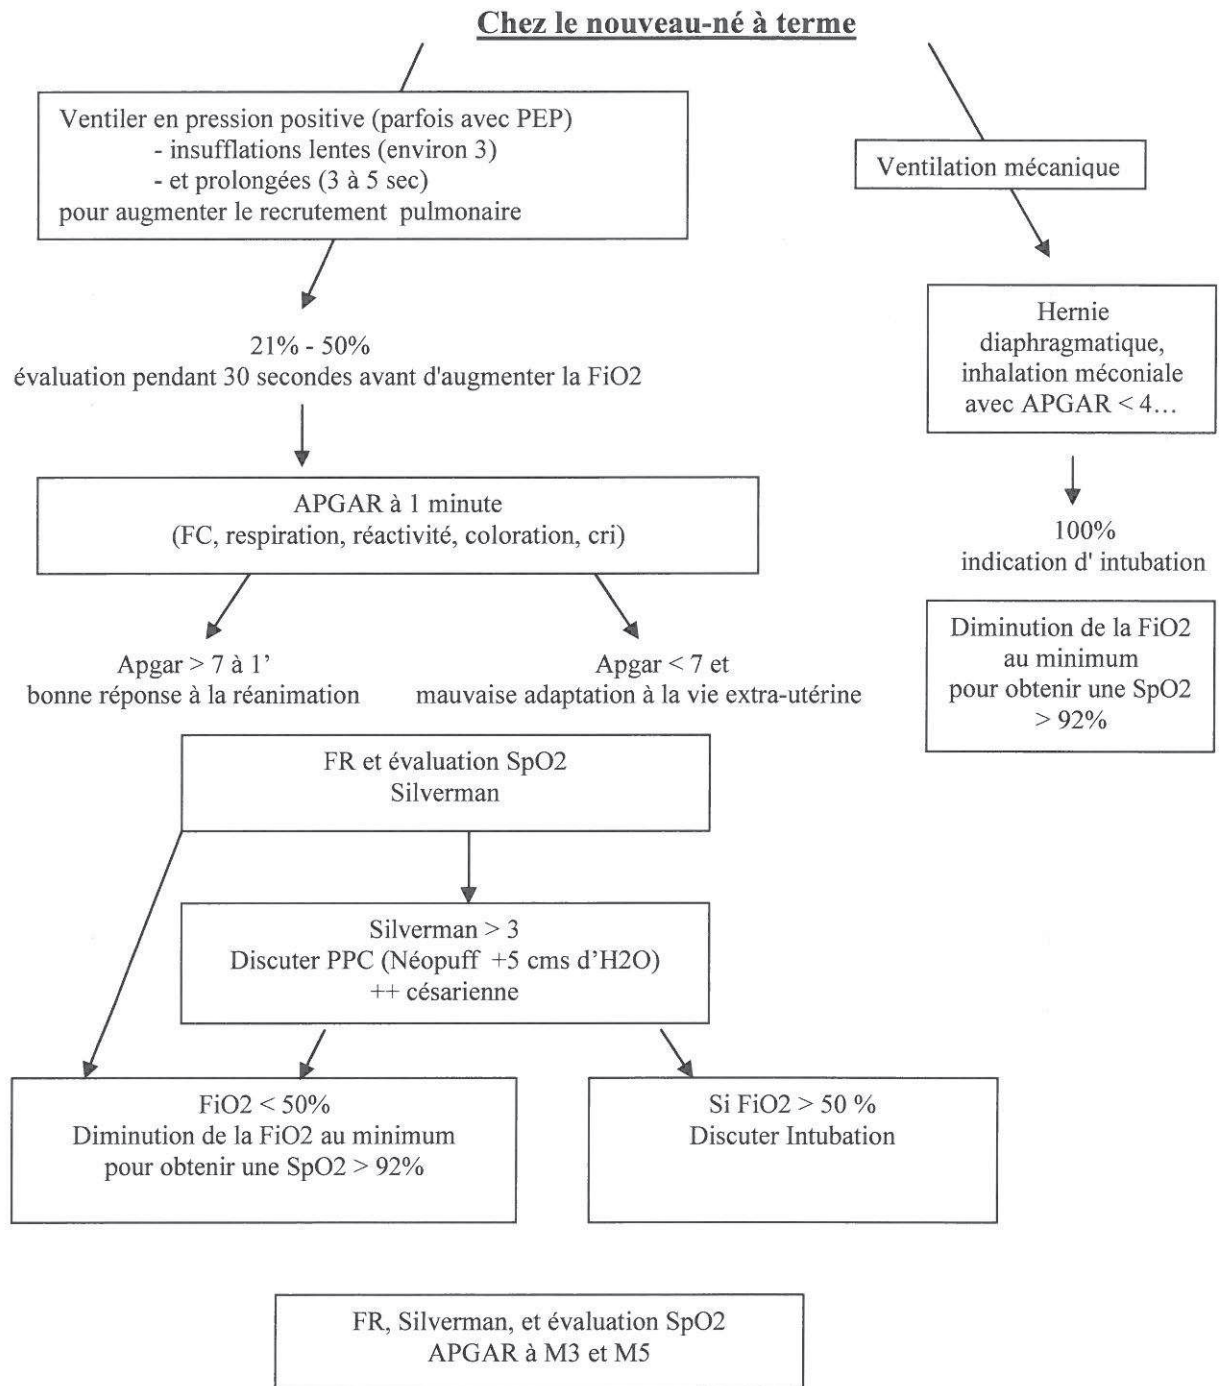 Chez le nouveau-né à terme
Ventiler en pression positive (parfois avec PEP)
- insufflations lentes (environ 3)
- et prolongées (3 à 5 sec)
pour augmenter le recrutement pulmonaire
21% - 50%
évaluation pendant 30 secondes avant d'augmenter la FiO2
APGAR à 1 minute
(FC, respiration, réactivité, coloration, cri)
Apgar > 7 à 1’
bonne réponse à la réanimation
Apgar < 7 et
mauvaise adaptation à la vie extra-utérine
FR et évaluation SpO2
Silverman
Silverman > 3
Discuter PPC (Néopuff +5 cms d’H2O)
++ césarienne
FiO2 < 50%
Diminution de la FiO2 au minimum
pour obtenir une SpO2 > 92%
Si FiO2 > 50 %
Discuter Intubation
FR, Silverman, et évaluation SpO2
APGAR à M3 et M5
Ventilation mécanique
Hernie
diaphragmatique,
inhalation méconiale
avec APGAR < 4…
100%
indication d' intubation
Diminution de la FiO2
au minimum
pour obtenir une SpO2
> 92%